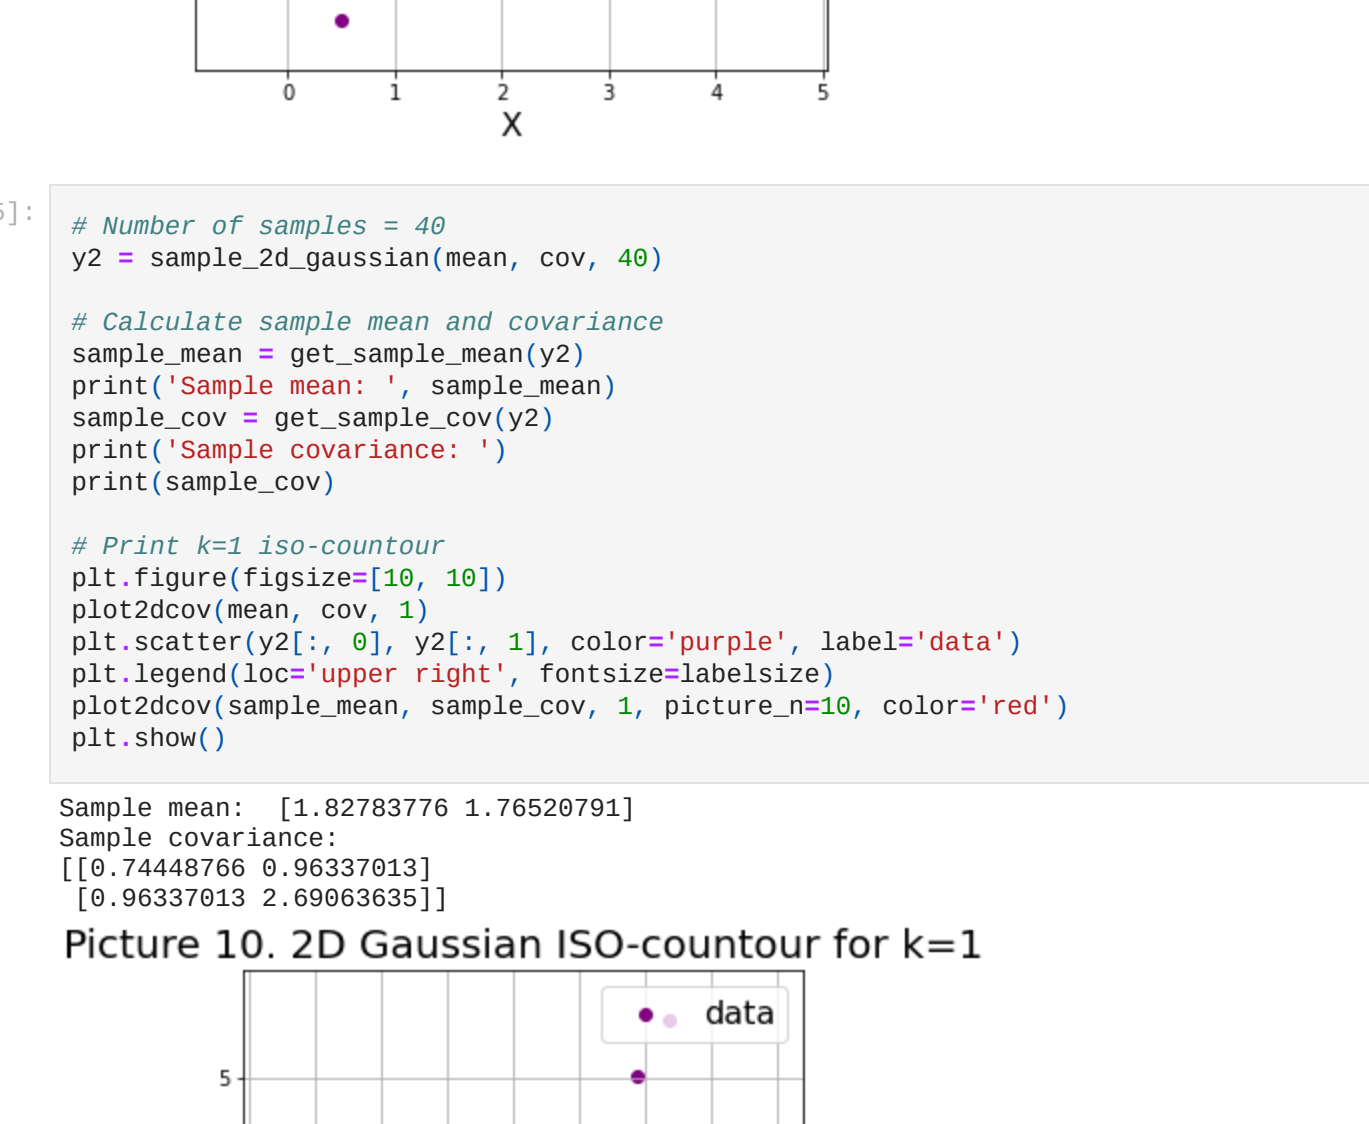 0 1 2 3 4 5
X
5]:
# Number of samples = 40
y2 = sample_2d_gaussian(mean, cov, 40)
# Calculate sample mean and covariance
sample_mean = get_sample_mean(y2)
print('Sample mean: ', sample_mean)
sample_cov = get_sample_cov(y2)
print('Sample covariance: ')
print(sample_cov)
# Print k=1 iso-countour
plt.figure(figsize=[10, 10])
plot2dcov(mean, cov, 1)
plt.scatter(y2[:, 0], y2[:, 1], color='purple', label='data')
plt.legend(loc='upper right', fontsize=labelsize)
plot2dcov(sample_mean, sample_cov, 1, picture_n=10, color='red')
plt.show()
Sample mean:  [1.82783776 1.76520791]
Sample covariance:
[[0.74448766 0.96337013]
 [0.96337013 2.69063635]]
Picture 10. 2D Gaussian ISO-countour for k=1
data
5